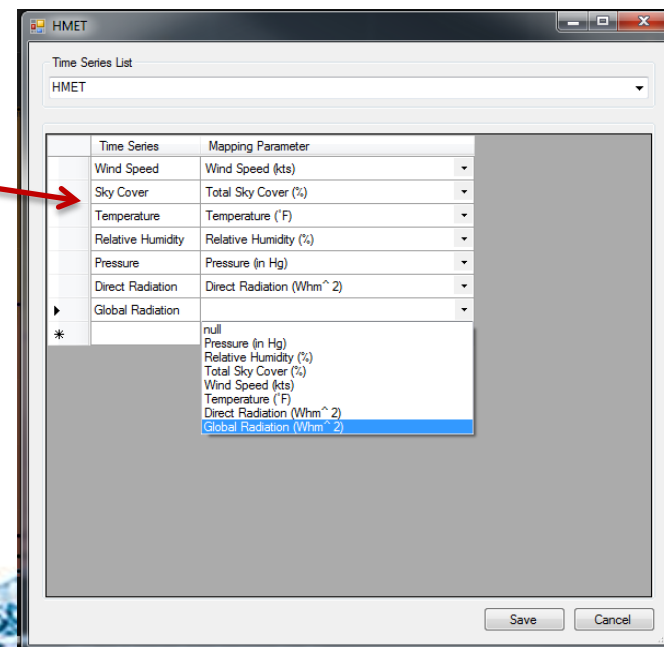 HMET
Time Series List
HMET
Time Series Mapping Parameter
Wind Speed Wind Speed (kts)
Sky Cover Total Sky Cover (%)
Temperature Temperature (˚F)
Relative Humidity Relative Humidity (%)
Pressure Pressure (in Hg)
Direct Radiation Direct Radiation (Whm^ 2)
Global Radiation
null
Pressure (in Hg)
Relative Humidity (%)
Total Sky Cover (%)
Wind Speed (kts)
Temperature (˚F)
Direct Radiation (Whm^ 2)
Global Radiation (Whm^ 2)
Save Cancel